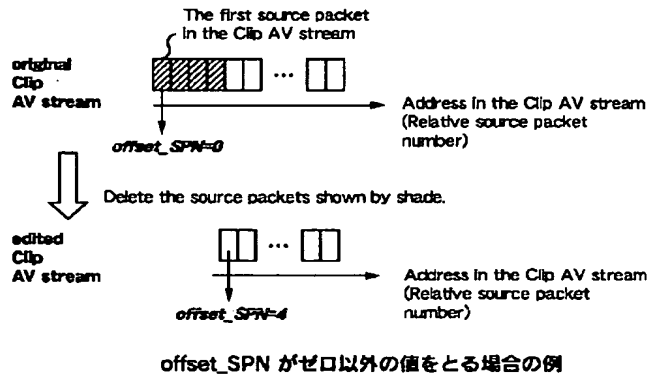 The first source packet
in the Clip AV stream
original
Clip
AV stream
...
Address in the Clip AV stream
(Relative source packet
number)
offset_SPN=0
Delete the source packets shown by shade.
edited
Clip
AV stream
...
Address in the Clip AV stream
(Relative source packet
number)
offset_SPN=4
offset_SPN がゼロ以外の値をとる場合の例